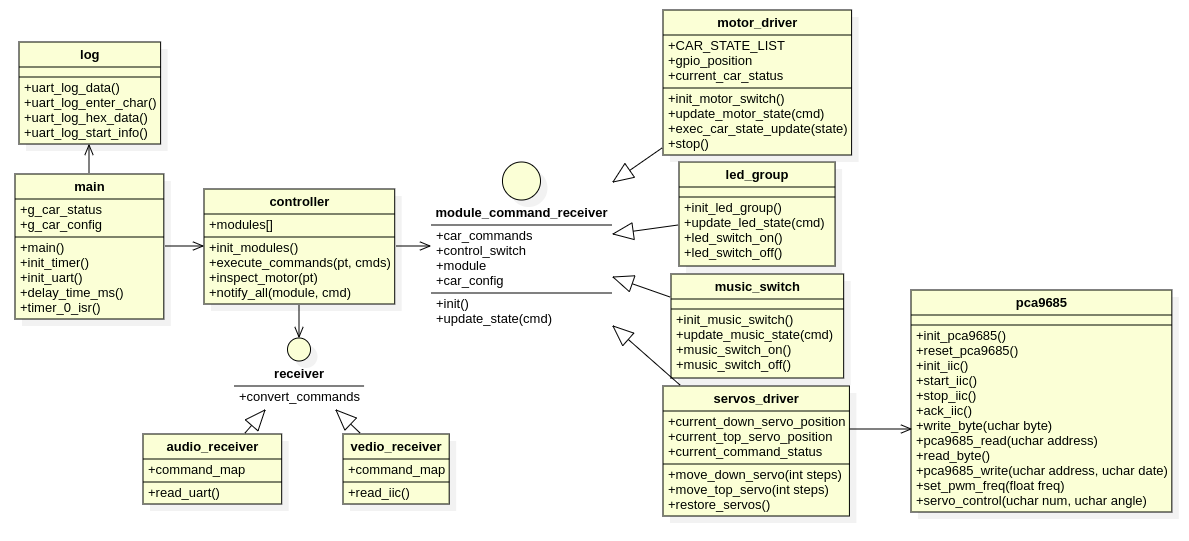 log
+uart_log_data()
+uart_log_enter_char()
+uart_log_hex_data()
+uart_log_start_info()
main
+g_car_status
+g_car_config
+main()
+init_timer()
+init_uart()
+delay_time_ms()
+timer_0_isr()
controller
+modules[]
+init_modules()
+execute_commands(pt, cmds)
+inspect_motor(pt)
+notify_all(module, cmd)
receiver
+convert_commands
audio_receiver
+command_map
+read_uart()
vedio_receiver
+command_map
+read_iic()
module_command_receiver
+car_commands
+control_switch
+module
+car_config
+init()
+update_state(cmd)
motor_driver
+CAR_STATE_LIST
+gpio_position
+current_car_status
+init_motor_switch()
+update_motor_state(cmd)
+exec_car_state_update(state)
+stop()
led_group
+init_led_group()
+update_led_state(cmd)
+led_switch_on()
+led_switch_off()
music_switch
+init_music_switch()
+update_music_state(cmd)
+music_switch_on()
+music_switch_off()
servos_driver
+current_down_servo_position
+current_top_servo_position
+current_command_status
+move_down_servo(int steps)
+move_top_servo(int steps)
+restore_servos()
pca9685
+init_pca9685()
+reset_pca9685()
+init_iic()
+start_iic()
+stop_iic()
+ack_iic()
+write_byte(uchar byte)
+pca9685_read(uchar address)
+read_byte()
+pca9685_write(uchar address, uchar date)
+set_pwm_freq(float freq)
+servo_control(uchar num, uchar angle)